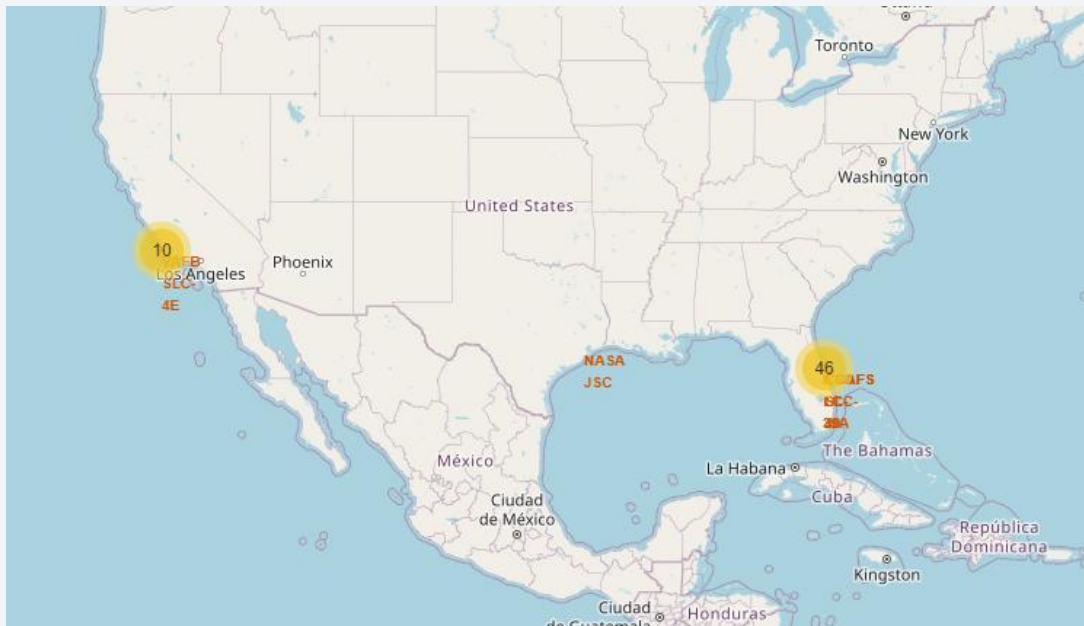 Toronto
New York
Washington
United States
10
Los Angeles
SLC-
4E
Phoenix
NASA
JSC
46
The Bahamas
La Habana
Cuba
México
Ciudad
de México
República
Dominicana
Kingston
Ciudad
Honduras